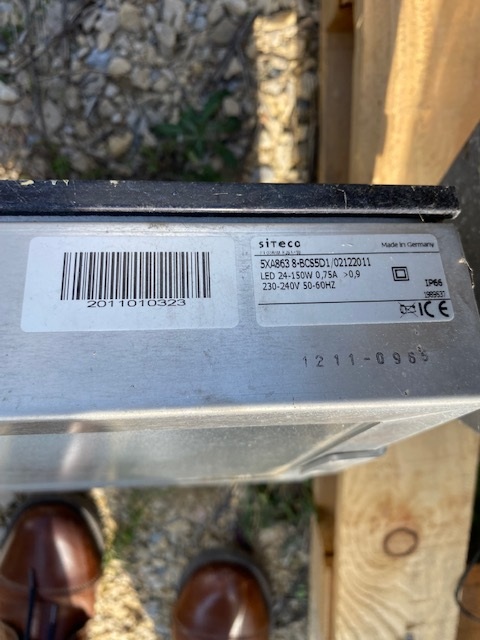 siteco
Made in Germany
5XA863 8-BCS5D1/02122011
LED 24-150W 0,75A >0,9
230-240V 50-60HZ
IP66
1989637
CE
2011010323
1211-0965